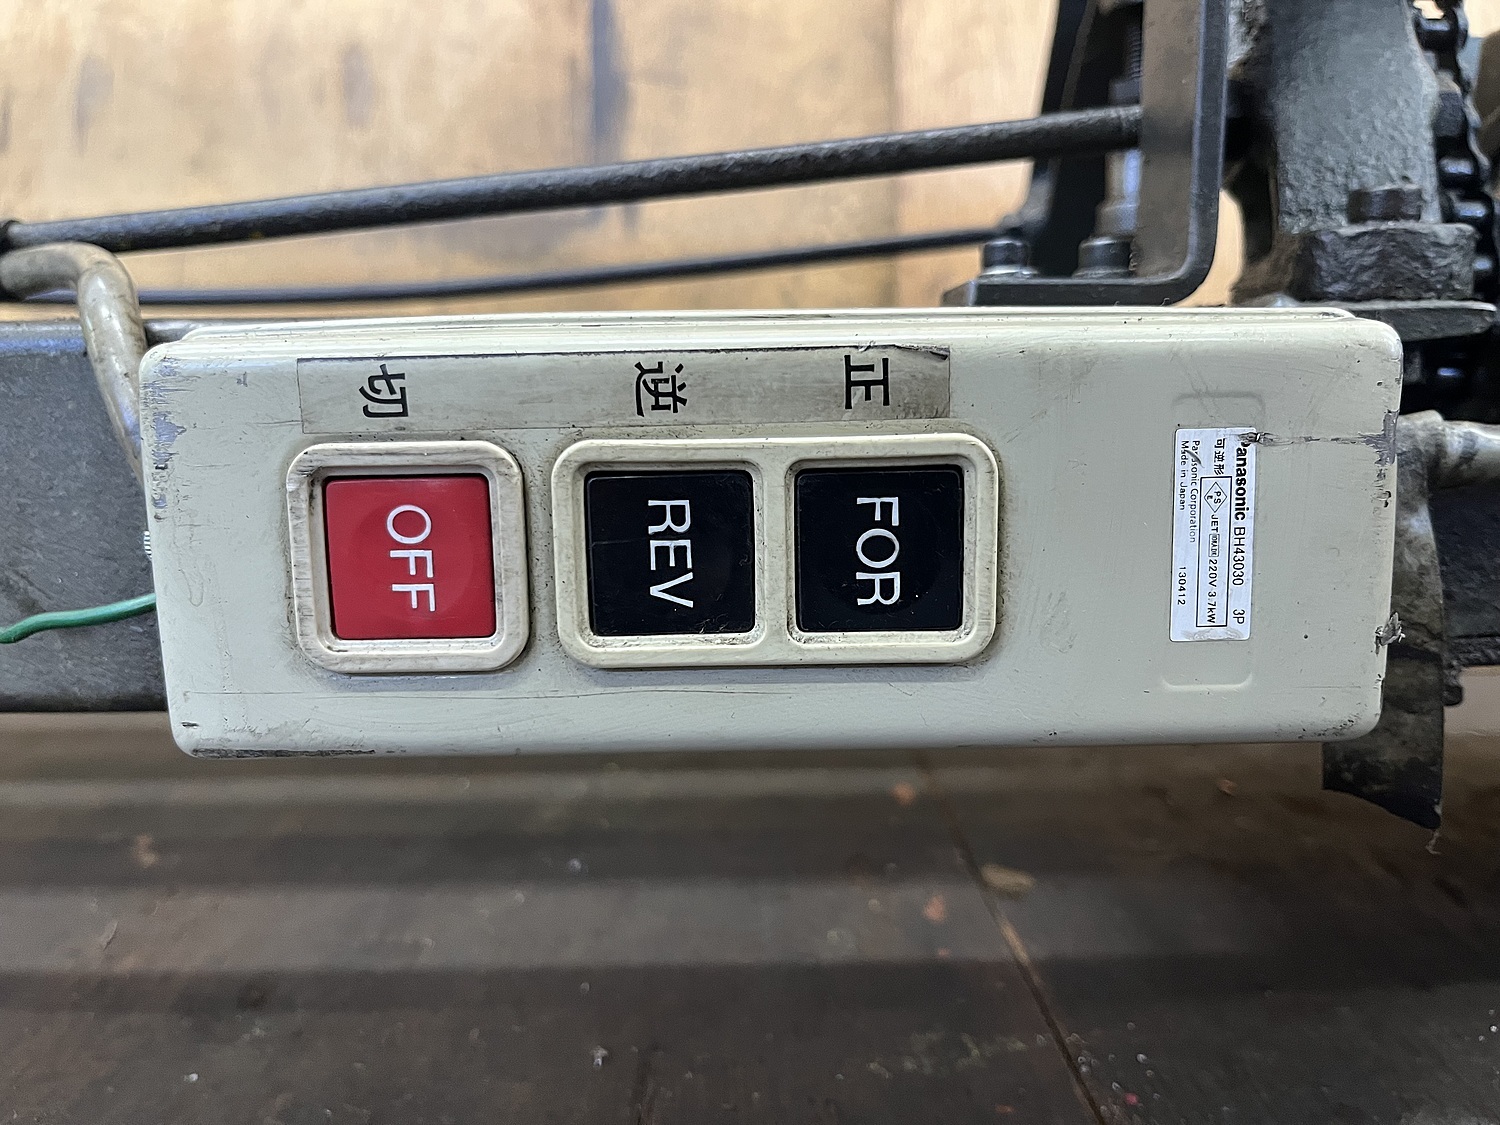 正
FOR
逆
REV
切
OFF
Panasonic BH43030 3P
可逆形
JET 220V 3.7kW
Panasonic Corporation
Made in Japan
130412